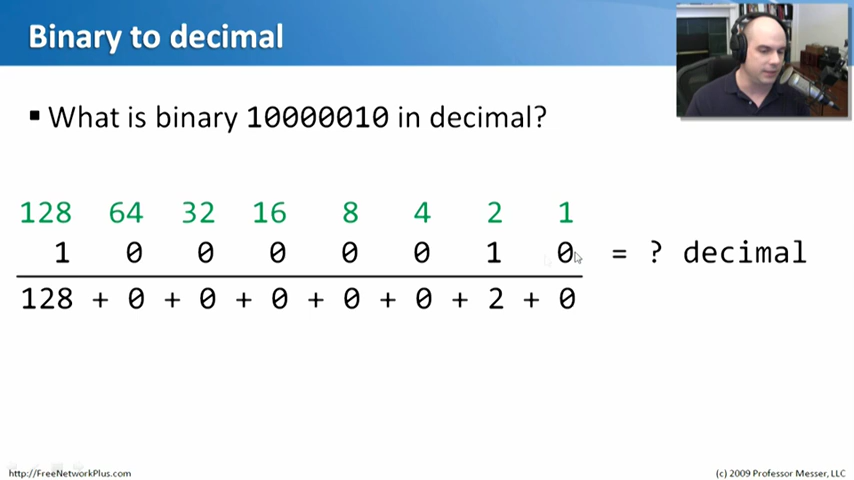 Binary to decimal
▪ What is binary 10000010 in decimal?
128 64 32 16 8 4 2 1
1 0 0 0 0 0 1 0 = ? decimal
128 + 0 + 0 + 0 + 0 + 0 + 2 + 0
http://FreeNetworkPlus.com
(c) 2009 Professor Messer, LLC